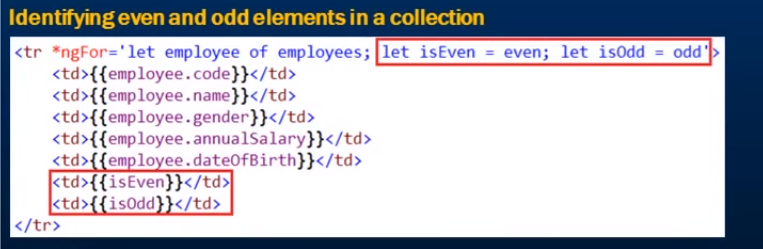 Identifying even and odd elements in a collection
<tr *ngFor='let employee of employees; let isEven = even; let isOdd = odd'>
<td>{{employee.code}}</td>
<td>{{employee.name}}</td>
<td>{{employee.gender}}</td>
<td>{{employee.annualSalary}}</td>
<td>{{employee.dateOfBirth}}</td>
<td>{{isEven}}</td>
<td>{{isOdd}}</td>
</tr>